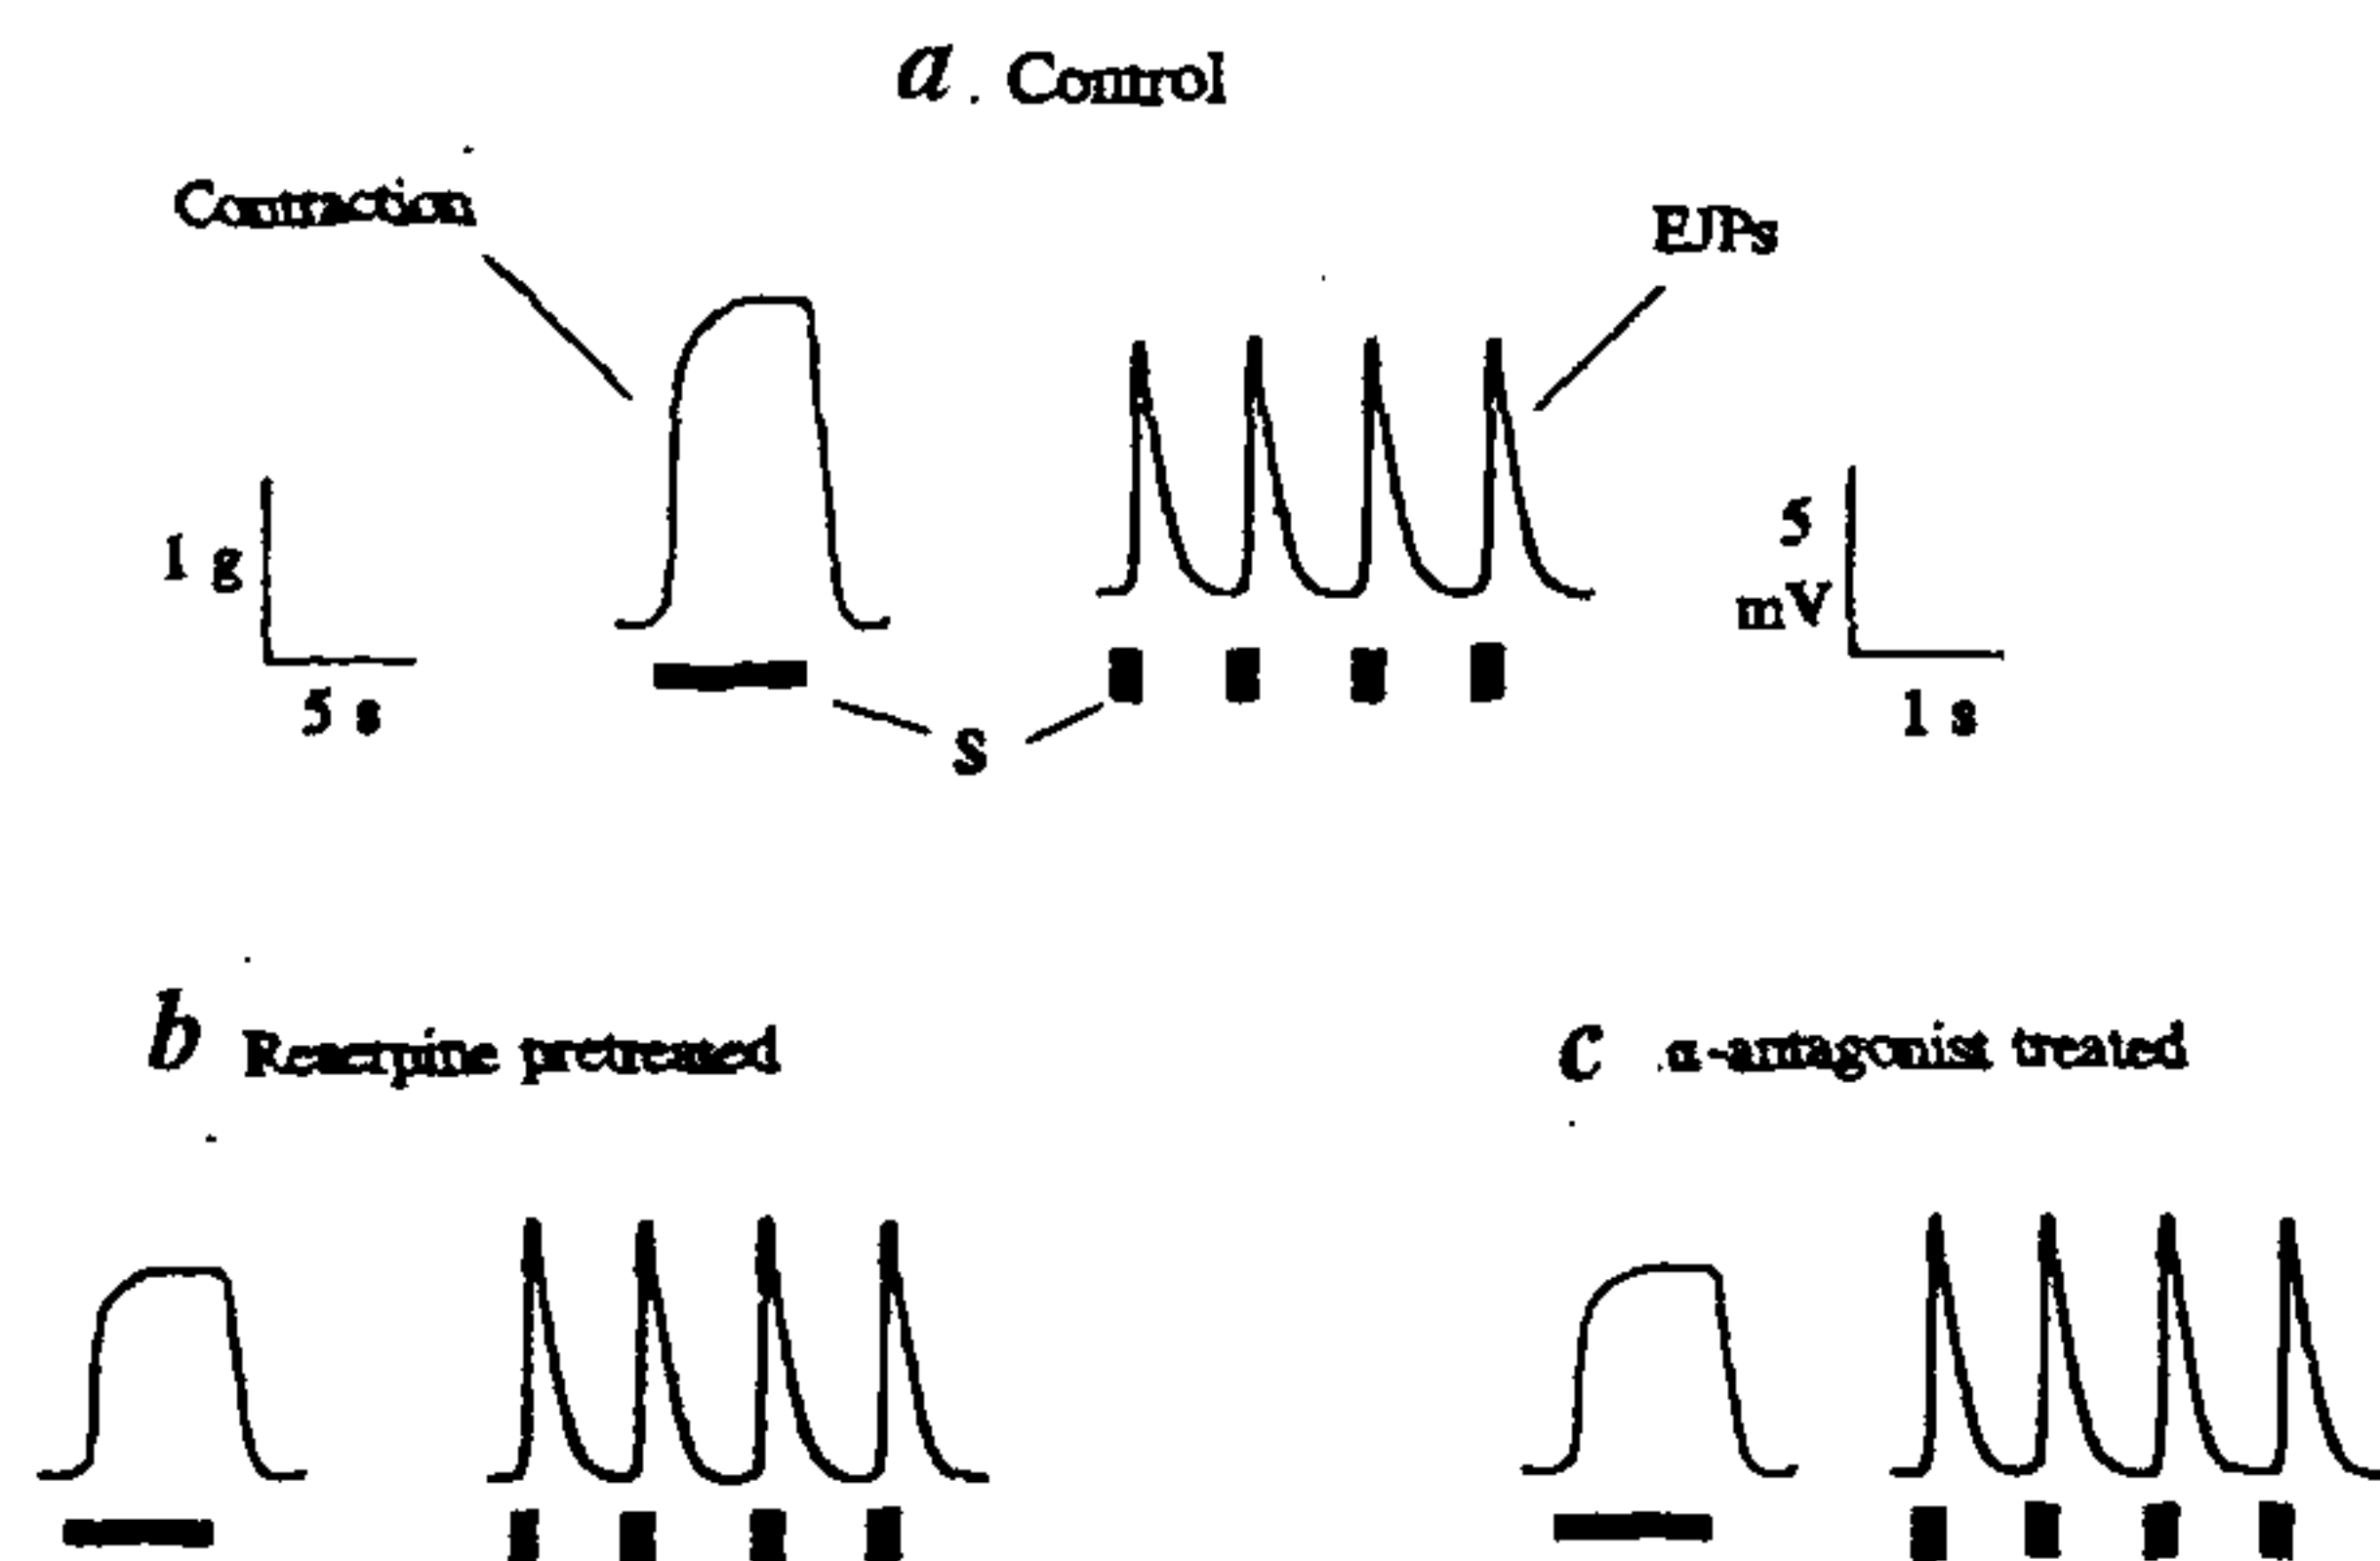 a. Control
Contraction
EJPs
1 g
5 s
5
mV
1 s
S
b Reserpine pretreated
c α-antagonist treated